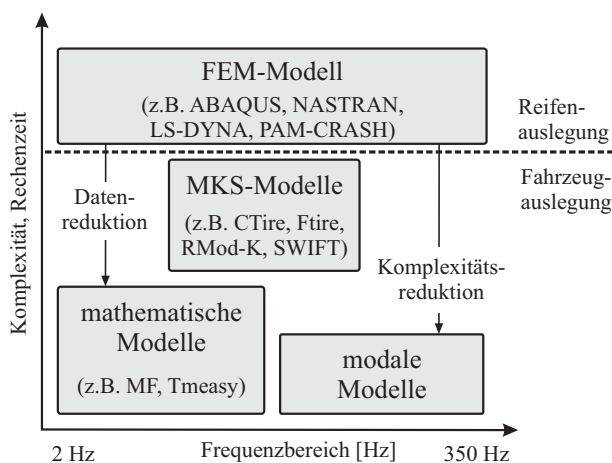 Komplexität, Rechenzeit
FEM-Modell
(z.B. ABAQUS, NASTRAN,
LS-DYNA, PAM-CRASH)
Reifen-
auslegung
Fahrzeug-
auslegung
Daten-
reduktion
MKS-Modelle
(z.B. CTire, Ftire,
RMod-K, SWIFT)
Komplexitäts-
reduktion
mathematische
Modelle
(z.B. MF, Tmeasy)
modale
Modelle
2 Hz
Frequenzbereich [Hz]
350 Hz